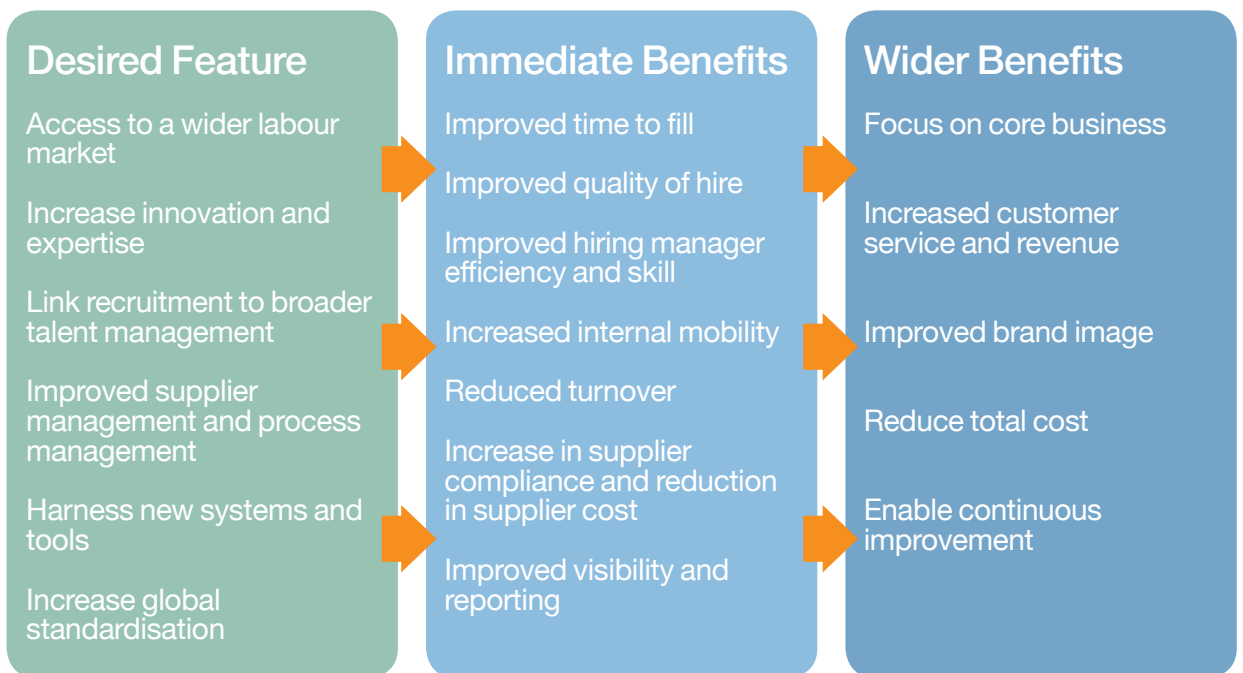 Desired Feature
Access to a wider labour
market
Increase innovation and
expertise
Link recruitment to broader
talent management
Improved supplier
management and process
management
Harness new systems and
tools
Increase global
standardisation
Immediate Benefits
Improved time to fill
Improved quality of hire
Improved hiring manager
efficiency and skill
Increased internal mobility
Reduced turnover
Increase in supplier
compliance and reduction
in supplier cost
Improved visibility and
reporting
Wider Benefits
Focus on core business
Increased customer
service and revenue
Improved brand image
Reduce total cost
Enable continuous
improvement